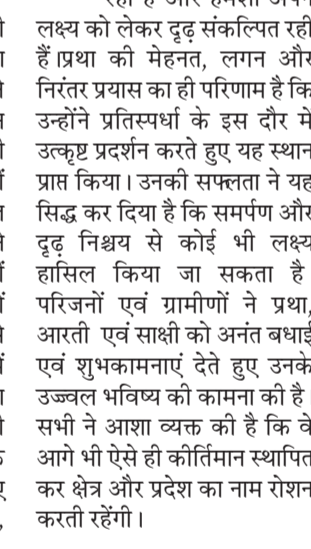 लक्ष्य को लेकर दृढ़ संकल्पित रही
हैं।प्रथा की मेहनत, लगन और
निरंतर प्रयास का ही परिणाम है कि
उन्होंने प्रतिस्पर्धा के इस दौर में
उत्कृष्ट प्रदर्शन करते हुए यह स्थान
प्राप्त किया। उनकी सफ्लता ने यह
सिद्ध कर दिया है कि समर्पण और
दृढ़ निश्चय से कोई भी लक्ष्य
हासिल किया जा सकता है
परिजनों एवं ग्रामीणों ने प्रथा,
आरती एवं साक्षी को अनंत बधाई
एवं शुभकामनाएं देते हुए उनके
उज्ज्वल भविष्य की कामना की है
सभी ने आशा व्यक्त की है कि वे
आगे भी ऐसे ही कीर्तिमान स्थापित
कर क्षेत्र और प्रदेश का नाम रोशन
करती रहेंगी।